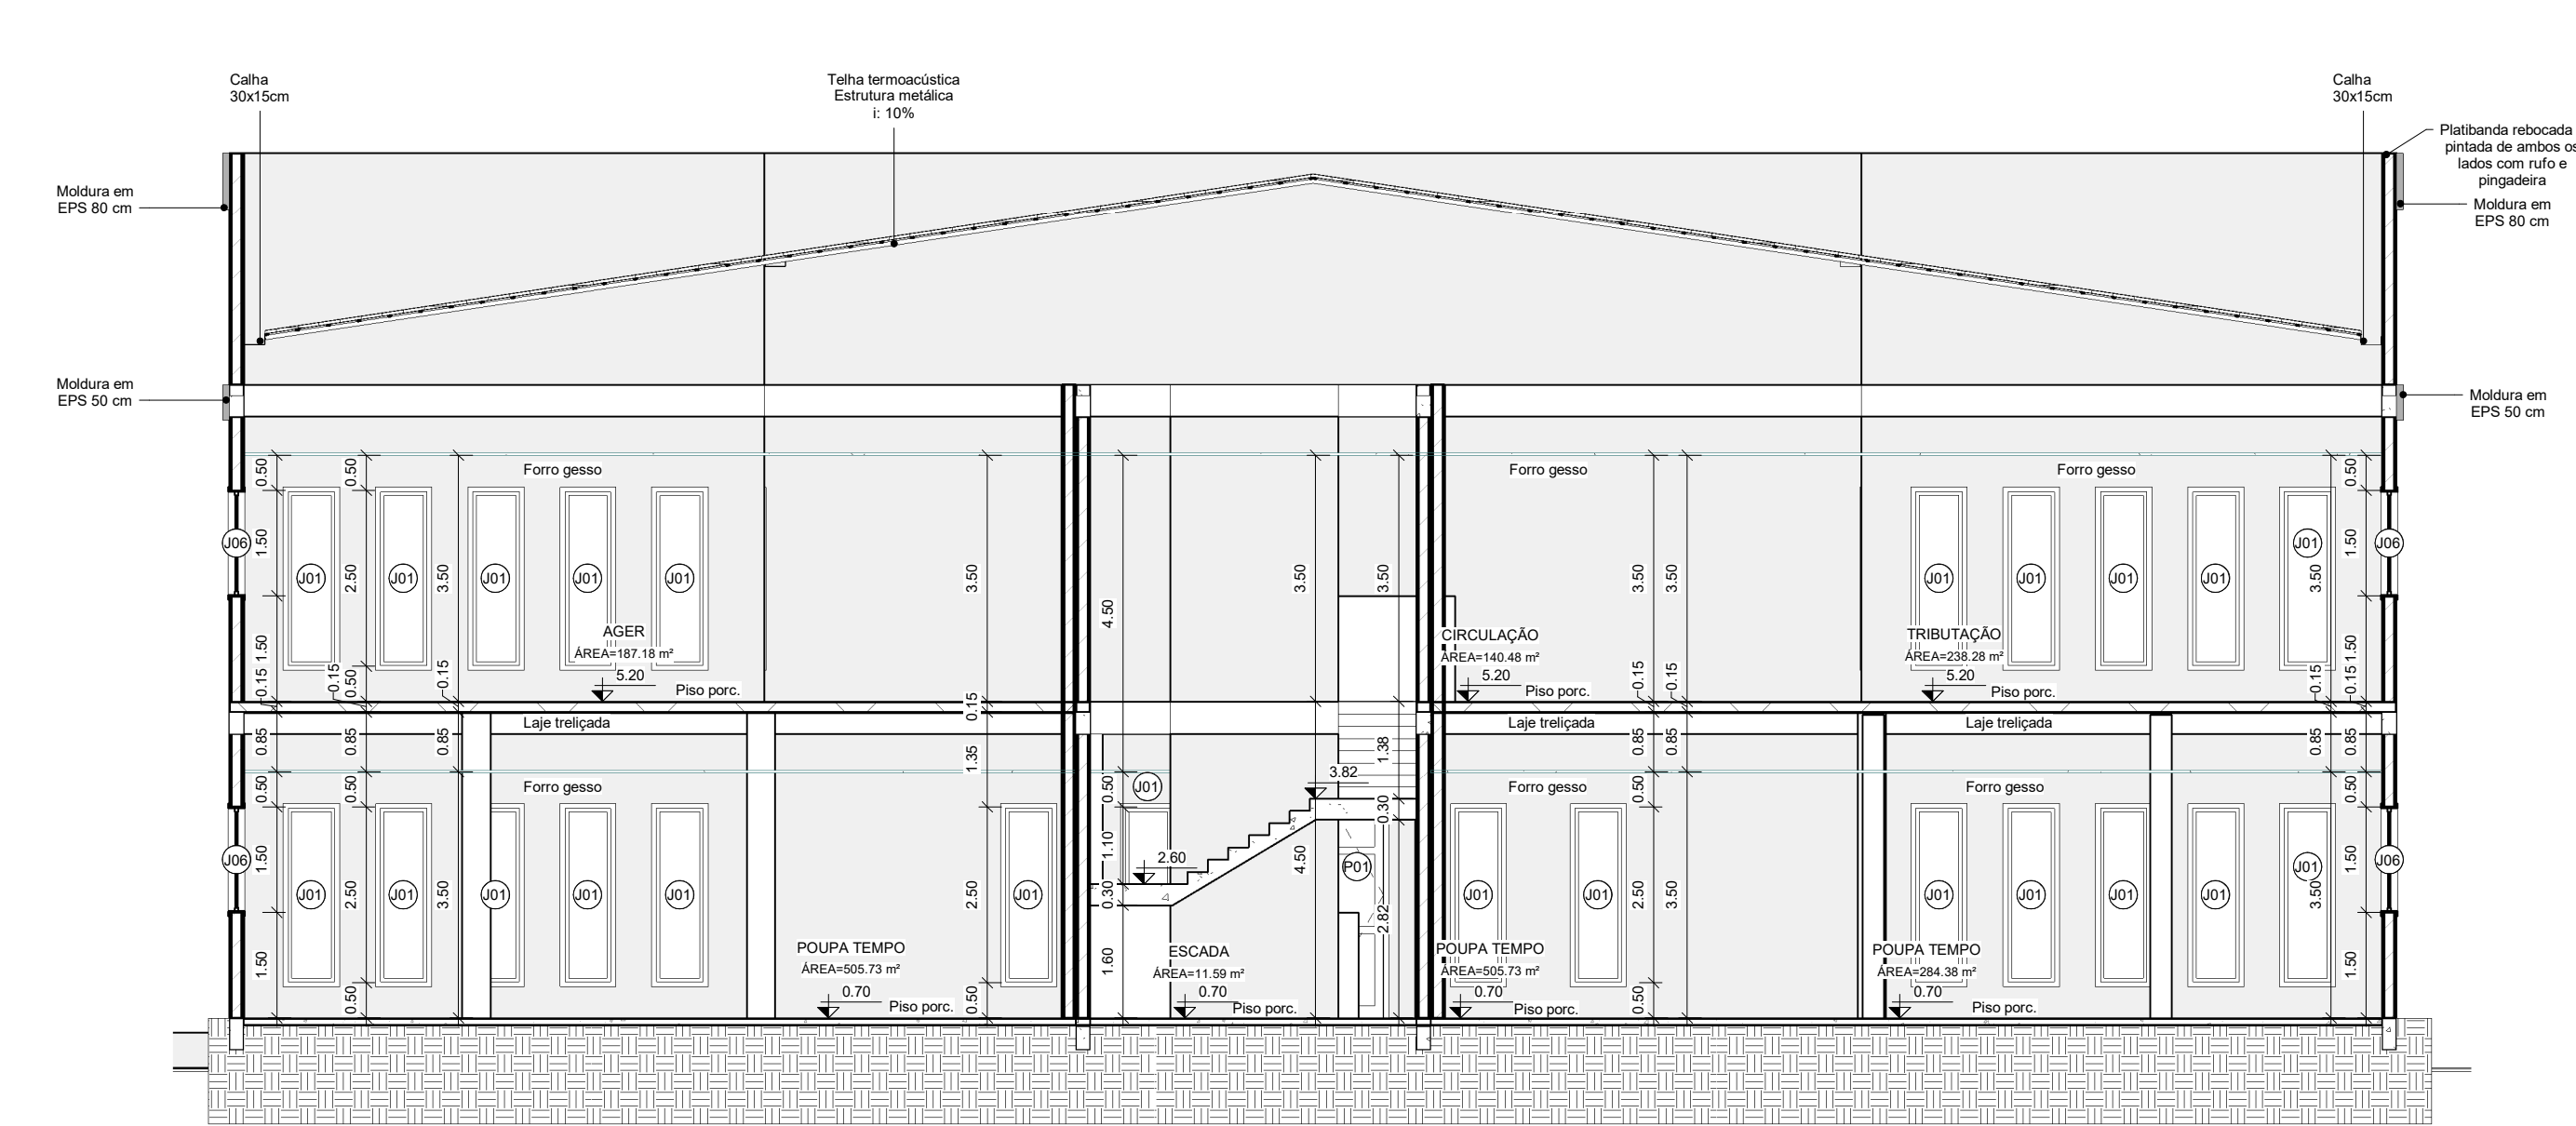 Calha
30x15cm
Telha termoacústica
Estrutura metálica
i: 10%
Calha
30x15cm
Platibanda rebocada
pintada de ambos os
lados com rufo e
pingadeira
Moldura em
EPS 80 cm
Moldura em
EPS 80 cm
Moldura em
EPS 50 cm
Moldura em
EPS 50 cm
Forro gesso
Forro gesso
Forro gesso
0.50
0.50
0.50
J06
1.50
J01
2.50
J01
3.50
J01
J01
J01
3.50
4.50
3.50
3.50
3.50
3.50
J01
J01
J01
J01
J01
3.50
1.50
J06
AGER
ÁREA=187.18 m²
5.20
Piso porc.
CIRCULAÇÃO
ÁREA=140.48 m²
5.20
Piso porc.
TRIBUTAÇÃO
ÁREA=238.28 m²
5.20
Piso porc.
1.50
0.15
0.15
0.50
0.15
0.15
0.15
0.15
0.15
0.15
1.50
Laje treliçada
Laje treliçada
Laje treliçada
0.85
0.85
0.85
1.35
1.38
0.85
0.85
0.85
0.85
3.82
Forro gesso
Forro gesso
Forro gesso
0.50
0.50
J01
0.50
0.30
0.50
0.50
J06
1.50
J01
2.50
J01
3.50
J01
J01
J01
2.50
J01
1.10
2.60
0.30
4.50
P01
2.82
J01
J01
2.50
3.50
J01
J01
J01
J01
J01
3.50
1.50
J06
1.50
0.50
POUPA TEMPO
ÁREA=505.73 m²
0.70
Piso porc.
0.50
1.60
ESCADA
ÁREA=11.59 m²
0.70
Piso porc.
POUPA TEMPO
ÁREA=505.73 m²
0.70
Piso porc.
0.50
POUPA TEMPO
ÁREA=284.38 m²
0.70
Piso porc.
1.50